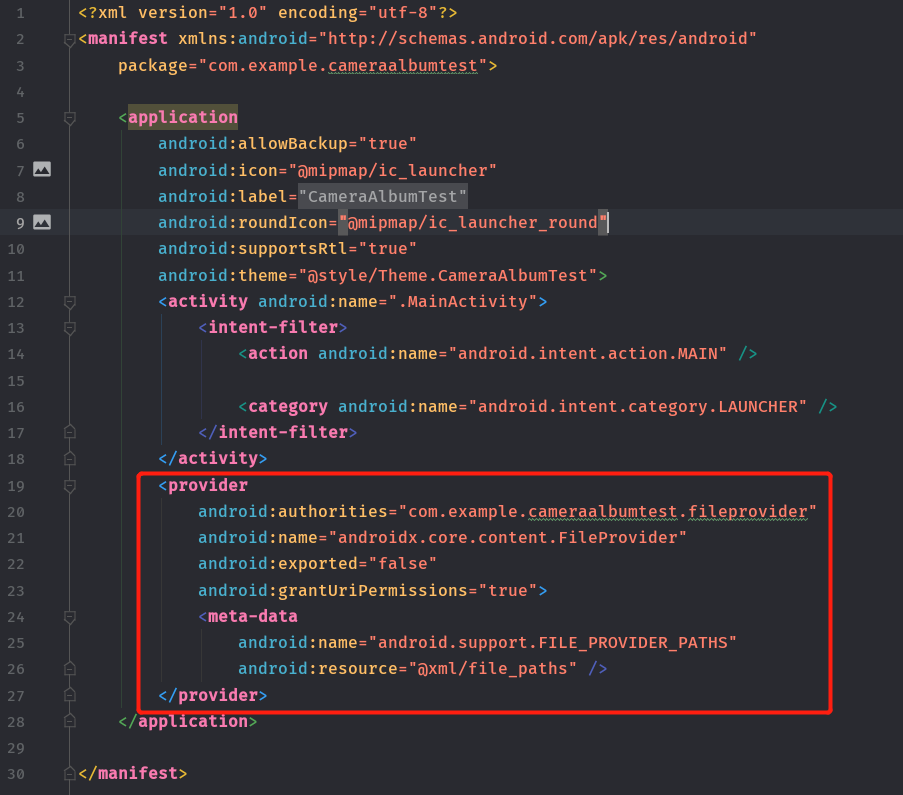 1 <?xml version="1.0" encoding="utf-8"?>
2 <manifest xmlns:android="http://schemas.android.com/apk/res/android"
3     package="com.example.cameraalbumtest">
4
5     <application
6         android:allowBackup="true"
7         android:icon="@mipmap/ic_launcher"
8         android:label="CameraAlbumTest"
9         android:roundIcon="@mipmap/ic_launcher_round"
10         android:supportsRtl="true"
11         android:theme="@style/Theme.CameraAlbumTest">
12         <activity android:name=".MainActivity">
13             <intent-filter>
14                 <action android:name="android.intent.action.MAIN" />
15
16                 <category android:name="android.intent.category.LAUNCHER" />
17             </intent-filter>
18         </activity>
19         <provider
20             android:authorities="com.example.cameraalbumtest.fileprovider"
21             android:name="androidx.core.content.FileProvider"
22             android:exported="false"
23             android:grantUriPermissions="true">
24             <meta-data
25                 android:name="android.support.FILE_PROVIDER_PATHS"
26                 android:resource="@xml/file_paths" />
27         </provider>
28     </application>
29
30 </manifest>